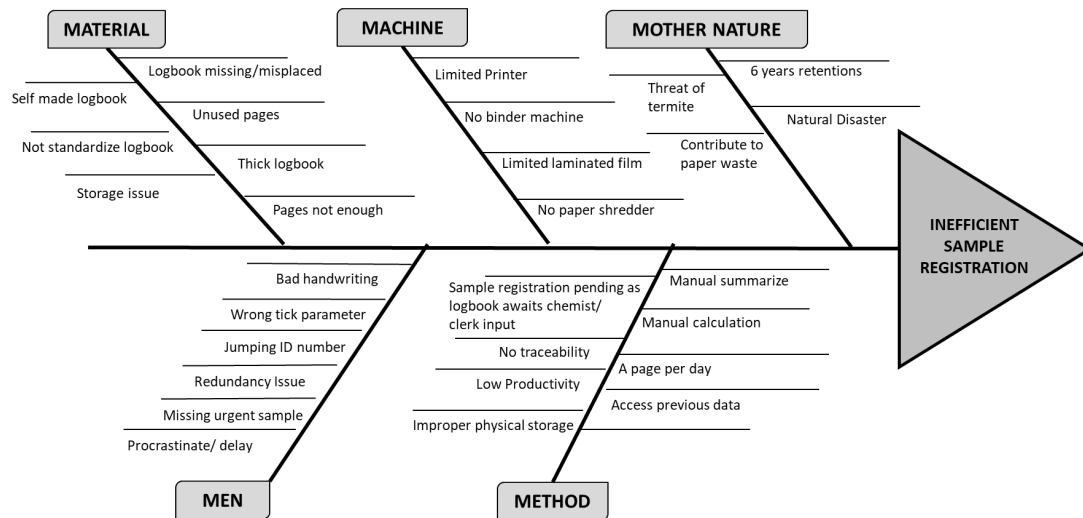 MATERIAL
Logbook missing/misplaced
Self made logbook
Unused pages
Not standardize logbook
Thick logbook
Storage issue
Pages not enough
MACHINE
Limited Printer
No binder machine
Limited laminated film
No paper shredder
MOTHER NATURE
6 years retentions
Threat of
termite
Natural Disaster
Contribute to
paper waste
INEFFICIENT
SAMPLE
REGISTRATION
Bad handwriting
Wrong tick parameter
Jumping ID number
Redundancy Issue
Missing urgent sample
Procrastinate/ delay
MEN
Sample registration pending as
logbook awaits chemist/
clerk input
Manual summarize
Manual calculation
No traceability
A page per day
Low Productivity
Access previous data
Improper physical storage
METHOD